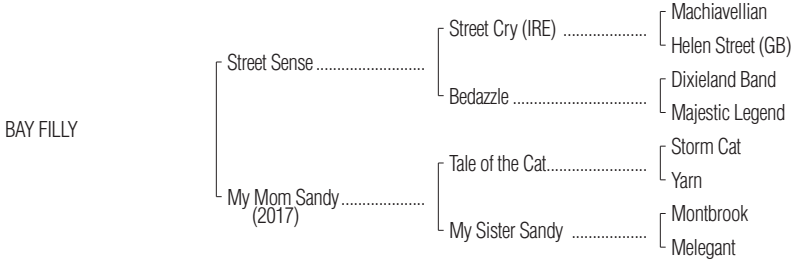 Machiavellian
Street Cry (IRE) ....................
Helen Street (GB)
Street Sense ..........................
Dixieland Band
Bedazzle ................................
Majestic Legend
BAY FILLY
Storm Cat
Tale of the Cat........................
Yarn
My Mom Sandy ....................
(2017)
Montbrook
My Sister Sandy ..................
Melegant